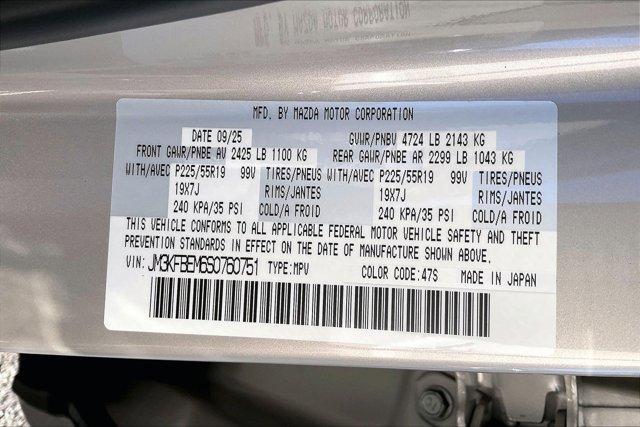 MFD. BY MAZDA MOTOR CORPORATION
DATE 09/25 GVWR/PNBV 4724 LB 2143 KG
FRONT GAWR/PNBE AV 2425 LB 1100 KG REAR GAWR/PNBE AR 2299 LB 1043 KG
WITH/AVEC P225/55R19 99V TIRES/PNEUS WITH/AVEC P225/55R19 99V TIRES/PNEUS
19X7J RIMS/JANTES 19X7J RIMS/JANTES
240 KPA/35 PSI COLD/A FROID 240 KPA/35 PSI COLD/A FROID
THIS VEHICLE CONFORMS TO ALL APPLICABLE FEDERAL MOTOR VEHICLE SAFETY AND THEFT
PREVENTION STANDARDS IN EFFECT ON THE DATE OF MANUFACTURE SHOWN ABOVE.
VIN: JM3KFBEM6S0760751 TYPE:MPV COLOR CODE:47S MADE IN JAPAN